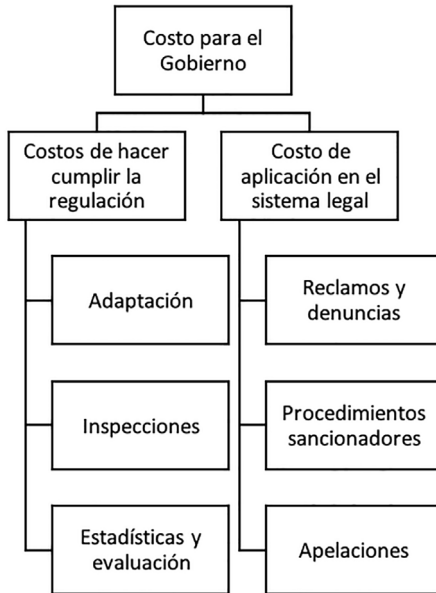 Costo para el
Gobierno
Costos de hacer
cumplir la
regulación
Costo de
aplicación en el
sistema legal
Adaptación
Inspecciones
Estadísticas y
evaluación
Reclamos y
denuncias
Procedimientos
sancionadores
Apelaciones